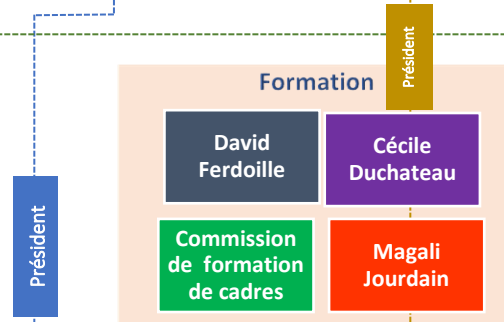 Président
Formation
David
Ferdoille
Cécile
Duchateau
Président
Commission
de formation
de cadres
Magali
Jourdain